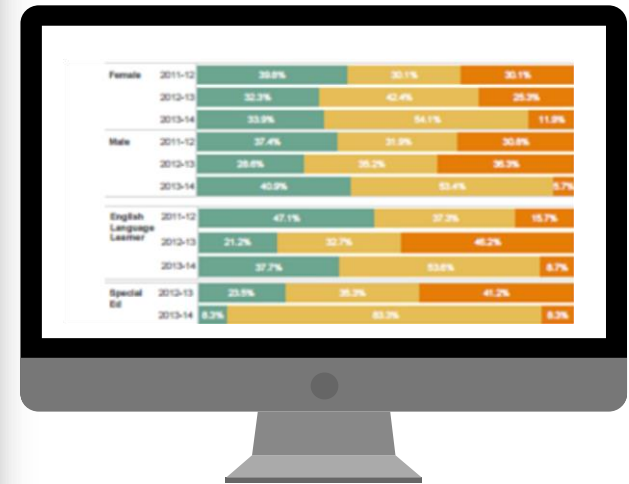 Female 2011-12 39.8% 30.1% 30.1%
2012-13 32.3% 42.4% 25.3%
2013-14 33.9% 54.1% 11.9%
Male 2011-12 37.4% 31.9% 30.8%
2012-13 28.6% 35.2% 36.3%
2013-14 40.9% 53.4% 5.7%
English 2011-12 47.1% 37.3% 15.7%
Language
Learner 2012-13 21.2% 32.7% 46.2%
2013-14 37.7% 53.6% 8.7%
Special 2012-13 23.5% 35.3% 41.2%
Ed
2013-14 8.3% 83.3% 8.3%